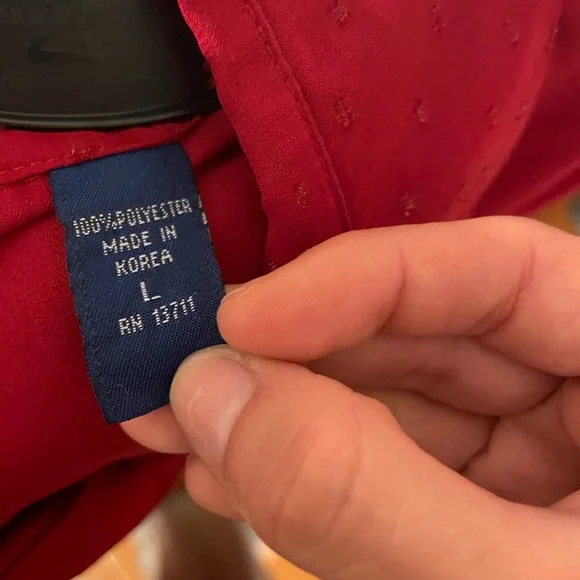 100%POLYESTER
MADE IN
KOREA
L
RN 13711